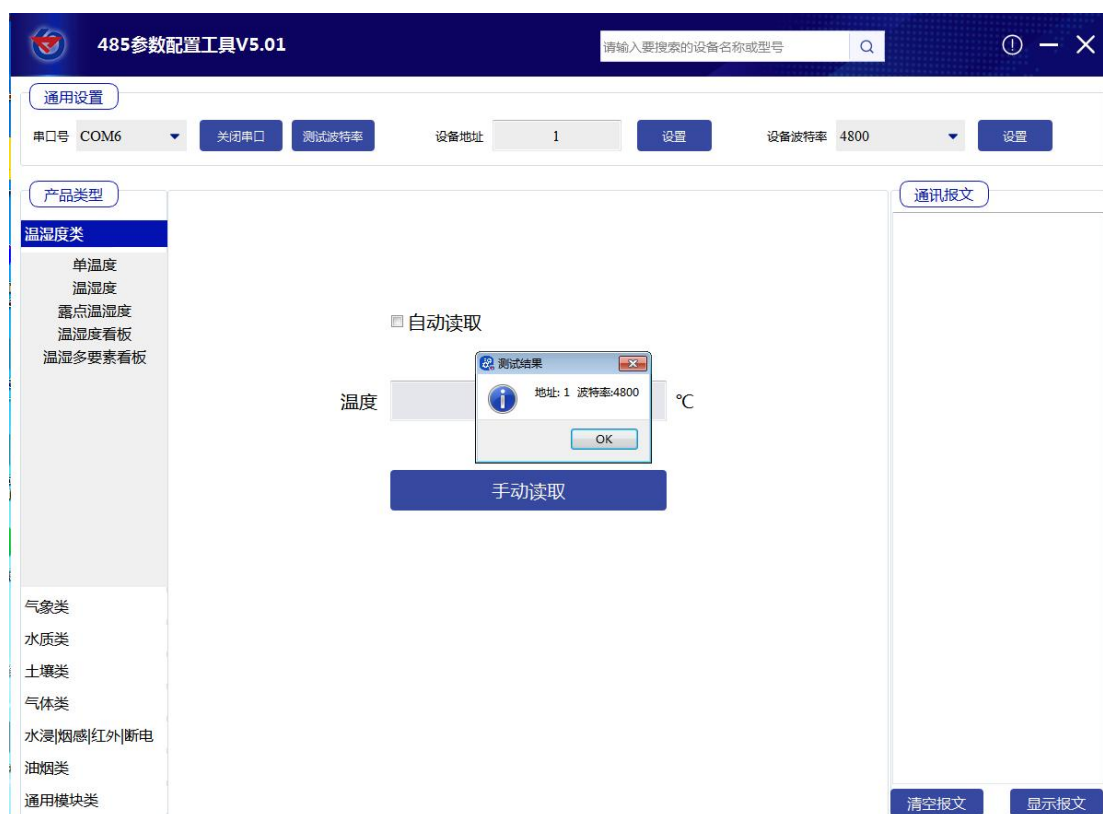 485参数配置工具V5.01
请输入要搜索的设备名称或型号
通用设置
串口号 COM6 关闭串口 测试波特率 设备地址 1 设置 设备波特率 4800 设置
产品类型
通讯报文
温湿度类
单温度
温湿度
露点温湿度
温湿度看板
温湿多要素看板
自动读取
测试结果
地址: 1 波特率:4800
OK
温度 ℃
手动读取
气象类
水质类
土壤类
气体类
水浸|烟感|红外|断电
油烟类
通用模块类
清空报文 显示报文